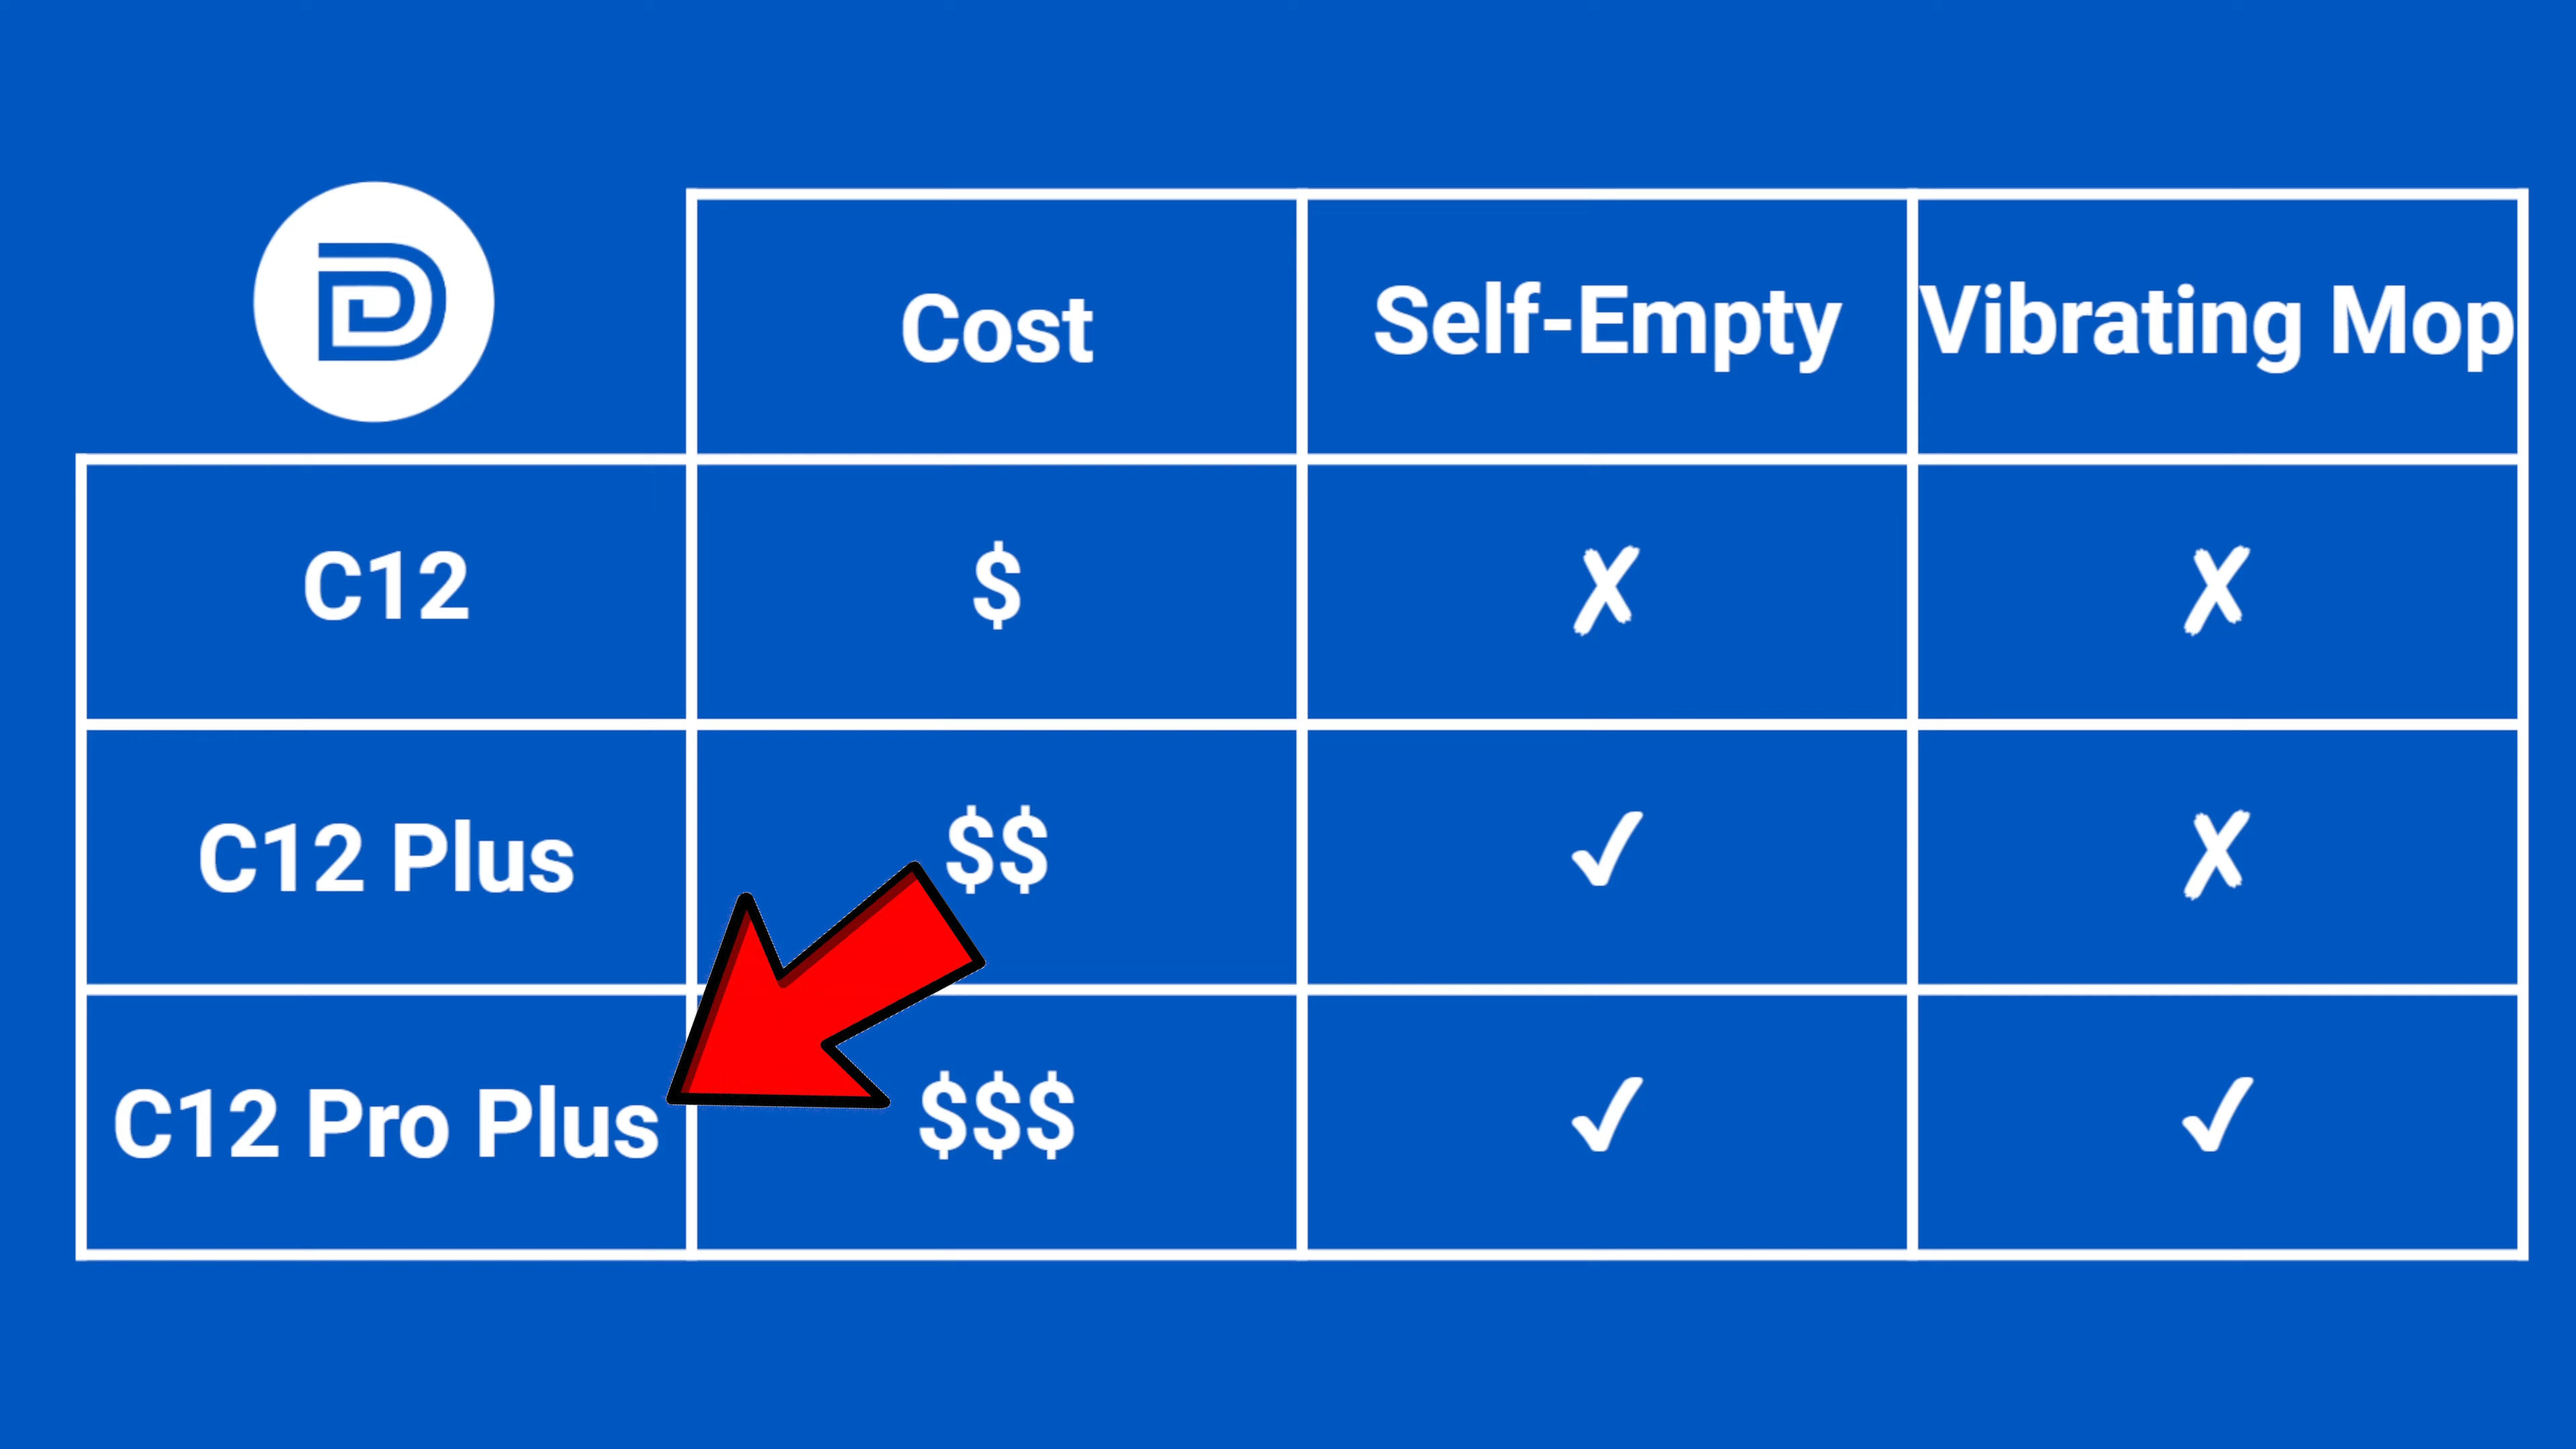 Cost Self-Empty Vibrating Mop
C12 $ ✗ ✗
C12 Plus $$ ✓ ✗
C12 Pro Plus $$$ ✓ ✓